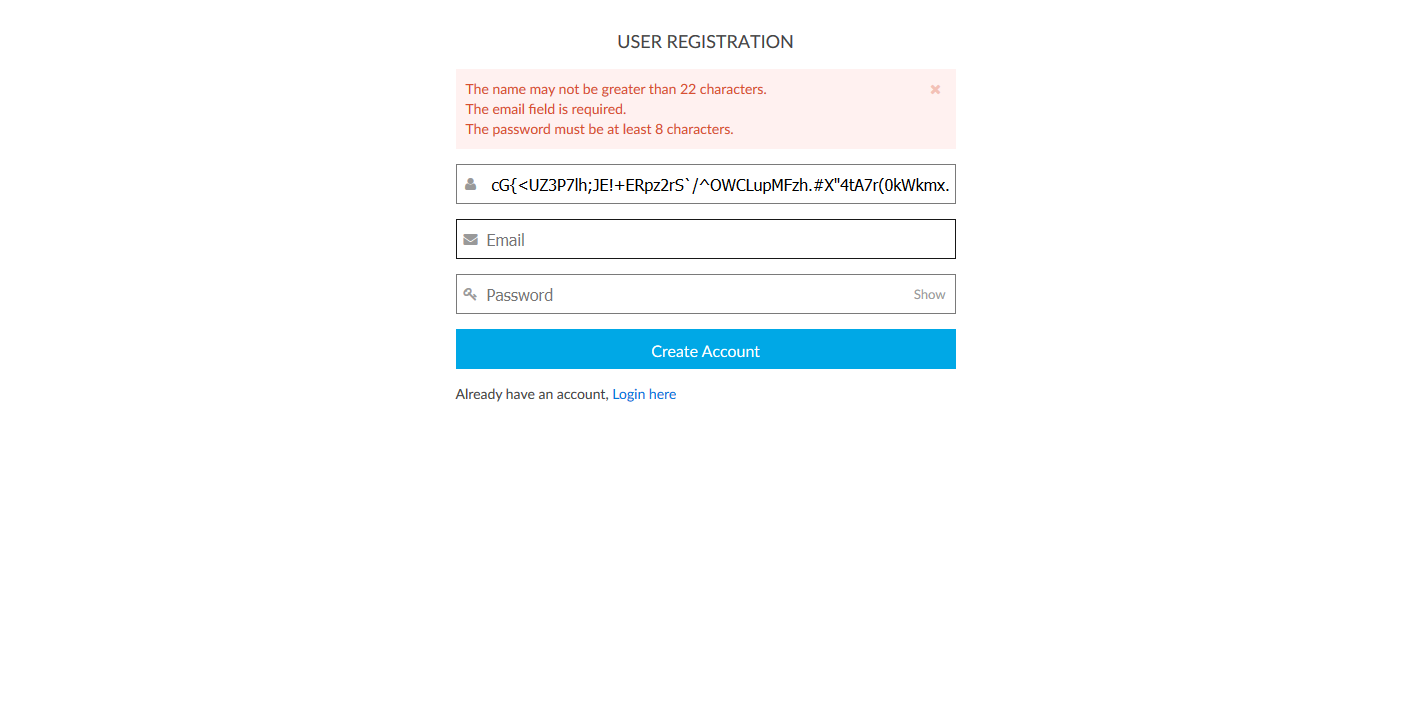 USER REGISTRATION
The name may not be greater than 22 characters.
The email field is required.
The password must be at least 8 characters.
cG{<UZ3P7lh;JE!+ERpz2rS`/^OWCLupMFzh.#X"4tA7r(0kWkmx.
Email
Password
Show
Create Account
Already have an account, Login here